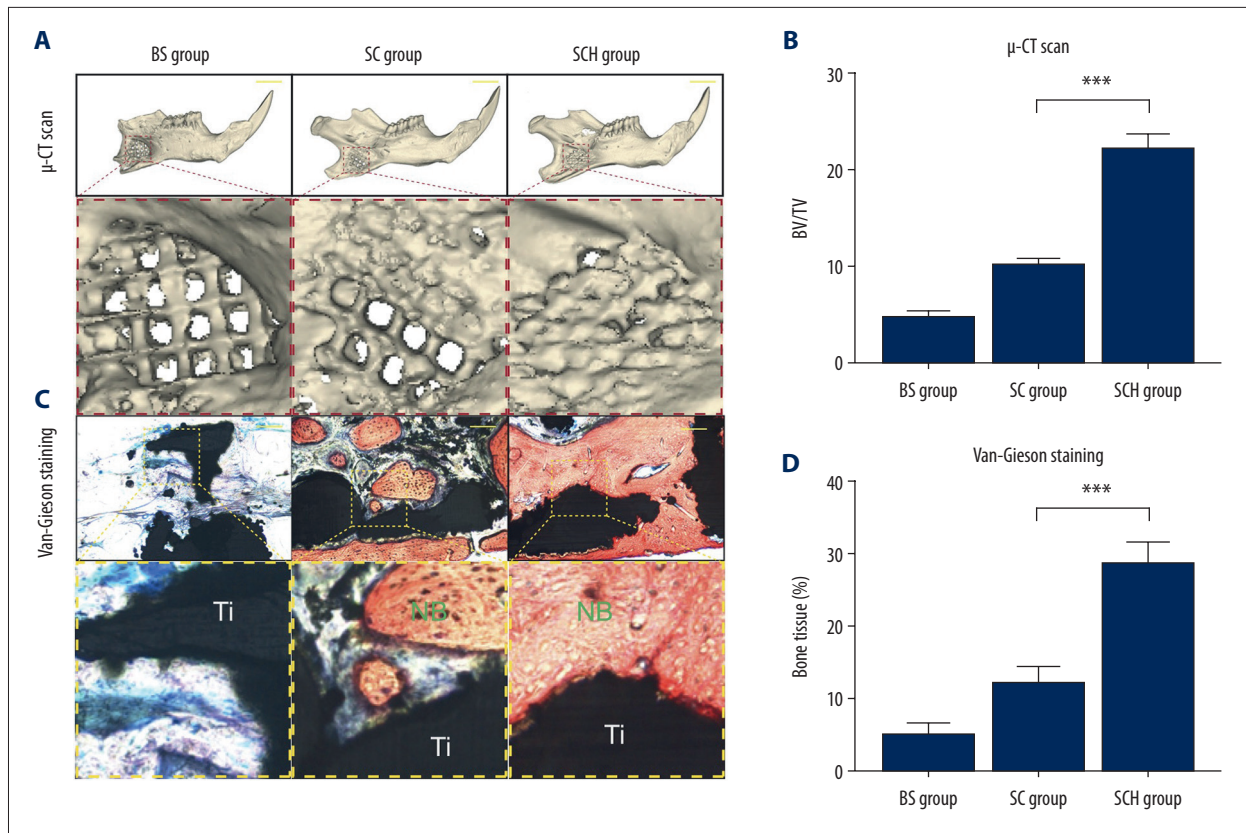 A
BS group
SC group
SCH group
μ-CT scan
B
μ-CT scan
BV/TV
30
20
10
0
***
BS group
SC group
SCH group
C
Van-Gieson staining
Ti
NB
Ti
NB
Ti
D
Van-Gieson staining
Bone tissue (%)
40
30
20
10
0
***
BS group
SC group
SCH group